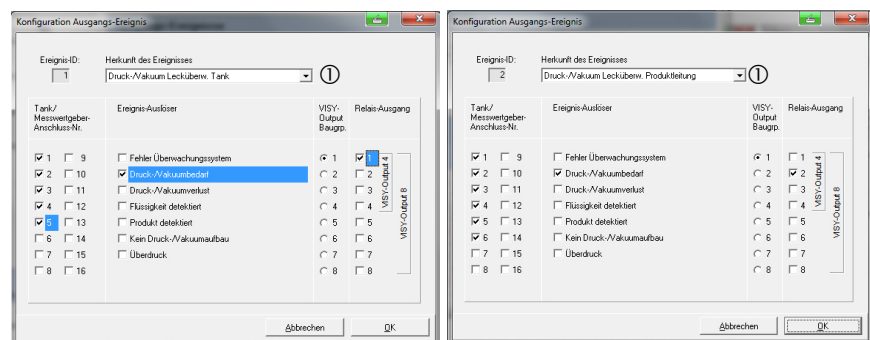 Konfiguration Ausgangs-Ereignis
Ereignis-ID: Herkunft des Ereignisses
1 Druck-/Vakuum Lecküberw. Tank ①
Tank/ Messwertgeber-Anschluss-Nr. Ereignis-Auslöser VISY-Output Baugrp. Relais-Ausgang
1 9 Fehler Überwachungssystem 1 1
2 10 Druck-/Vakuumbedarf 2 2
3 11 Druck-/Vakuumverlust 3 3
4 12 Flüssigkeit detektiert 4 4
5 13 Produkt detektiert 5 5
6 14 Kein Druck-/Vakuumaufbau 6 6
7 15 Überdruck 7 7
8 16 8 8
VISY-Output 4
VISY-Output 8
Abbrechen OK
Konfiguration Ausgangs-Ereignis
Ereignis-ID: Herkunft des Ereignisses
2 Druck-/Vakuum Lecküberw. Produktleitung ①
Tank/ Messwertgeber-Anschluss-Nr. Ereignis-Auslöser VISY-Output Baugrp. Relais-Ausgang
1 9 Fehler Überwachungssystem 1 1
2 10 Druck-/Vakuumbedarf 2 2
3 11 Druck-/Vakuumverlust 3 3
4 12 Flüssigkeit detektiert 4 4
5 13 Produkt detektiert 5 5
6 14 Kein Druck-/Vakuumaufbau 6 6
7 15 Überdruck 7 7
8 16 8 8
VISY-Output 4
VISY-Output 8
Abbrechen OK